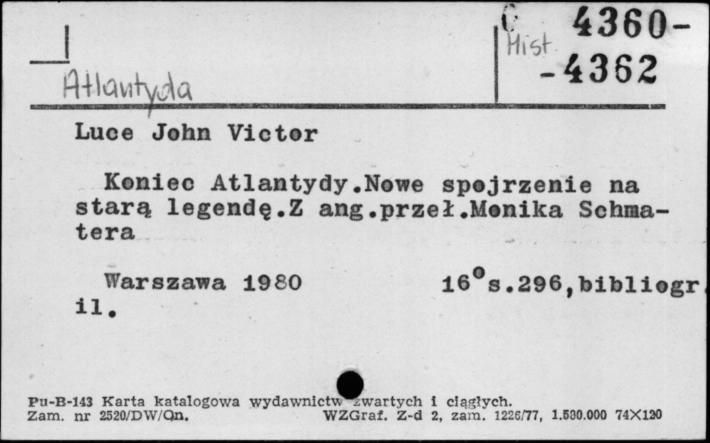 C 4360-
Hist. -4362
Atlantyda
Luce John Victor
Koniec Atlantydy.Nowe spojrzenie na
starą legendę.Z ang.przeł.Monika Schma-
tera
Warszawa 1980 16°s.296,bibliogr.
il.
Pu-B-143 Karta katalogowa wydawnictw zwartych i ciągłych.
Zam. nr 2520/DW/Qn. WZGraf. Z-d 2, zam. 1226/77, 1.580.000 74X120